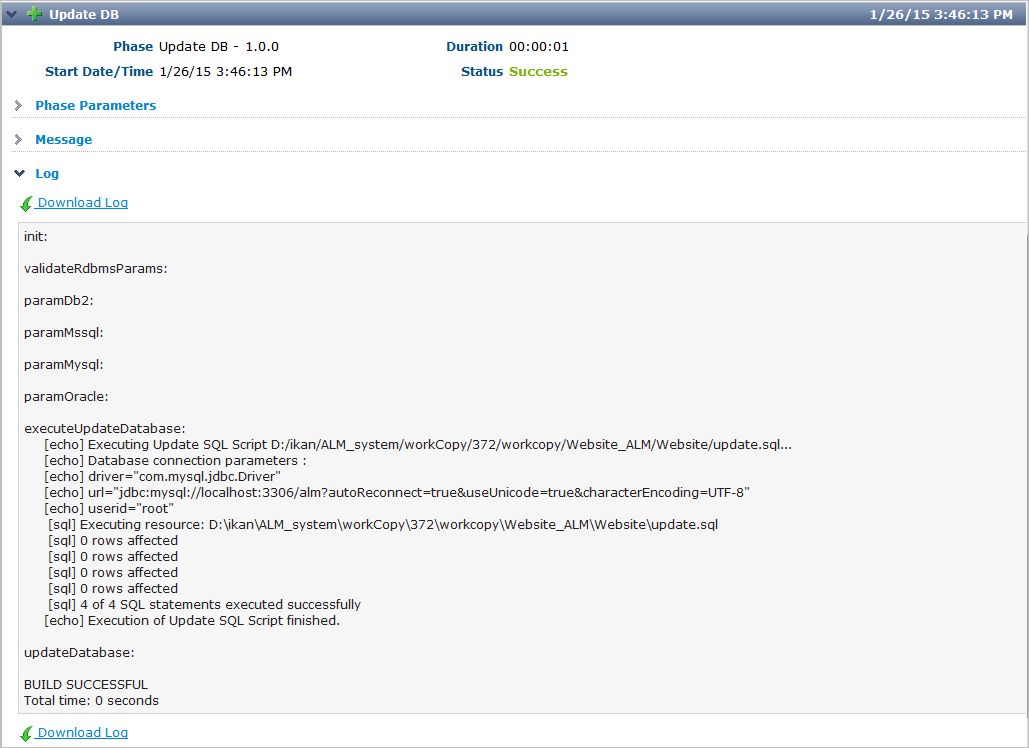 Update DB 1/26/15 3:46:13 PM
Phase Update DB - 1.0.0 Duration 00:00:01
Start Date/Time 1/26/15 3:46:13 PM Status Success
Phase Parameters
Message
Log
Download Log
init:
validateRdbmsParams:
paramDb2:
paramMssql:
paramMysql:
paramOracle:
executeUpdateDatabase:
[echo] Executing Update SQL Script D:/ikan/ALM_system/workCopy/372/workcopy/Website_ALM/Website/update.sql...
[echo] Database connection parameters :
[echo] driver="com.mysql.jdbc.Driver"
[echo] url="jdbc:mysql://localhost:3306/alm?autoReconnect=true&useUnicode=true&characterEncoding=UTF-8"
[echo] userid="root"
[sql] Executing resource: D:\ikan\ALM_system\workCopy\372\workcopy\Website_ALM\Website\update.sql
[sql] 0 rows affected
[sql] 0 rows affected
[sql] 0 rows affected
[sql] 0 rows affected
[sql] 4 of 4 SQL statements executed successfully
[echo] Execution of Update SQL Script finished.
updateDatabase:
BUILD SUCCESSFUL
Total time: 0 seconds
Download Log